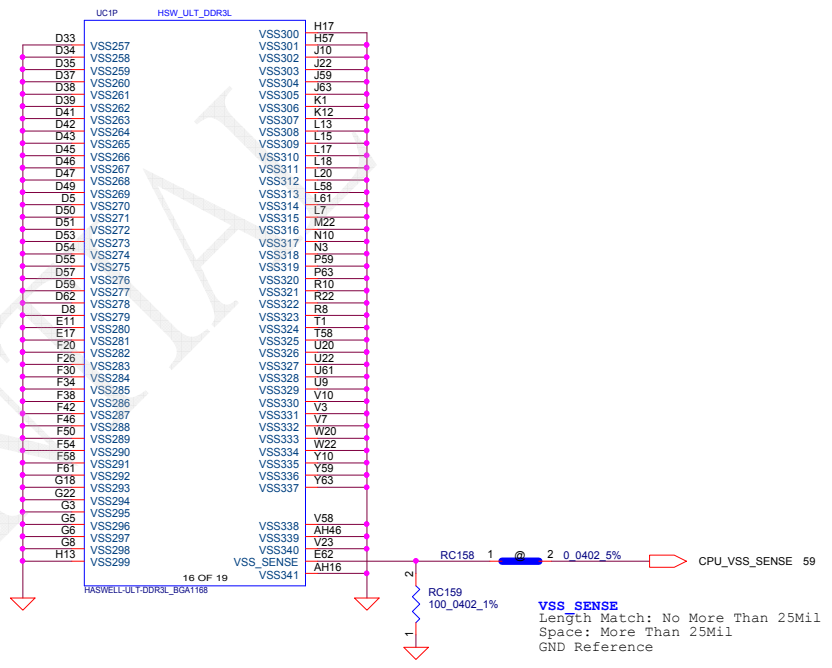 UC1P HSW_ULT_DDR3L
VSS300 H17
D33 VSS257 VSS301 H57
D34 VSS258 VSS302 J10
D35 VSS259 VSS303 J22
D37 VSS260 VSS304 J59
D38 VSS261 VSS305 J63
D39 VSS262 VSS306 K1
D41 VSS263 VSS307 K12
D42 VSS264 VSS308 L13
D43 VSS265 VSS309 L15
D45 VSS266 VSS310 L17
D46 VSS267 VSS311 L18
D47 VSS268 VSS312 L20
D49 VSS269 VSS313 L58
D5 VSS270 VSS314 L61
D50 VSS271 VSS315 L7
D51 VSS272 VSS316 M22
D53 VSS273 VSS317 N10
D54 VSS274 VSS318 N3
D55 VSS275 VSS319 P59
D57 VSS276 VSS320 P63
D59 VSS277 VSS321 R10
D62 VSS278 VSS322 R22
D8 VSS279 VSS323 R8
E11 VSS280 VSS324 T1
E17 VSS281 VSS325 T58
F20 VSS282 VSS326 U20
F26 VSS283 VSS327 U22
F30 VSS284 VSS328 U61
F34 VSS285 VSS329 U9
F38 VSS286 VSS330 V10
F42 VSS287 VSS331 V3
F46 VSS288 VSS332 V7
F50 VSS289 VSS333 W20
F54 VSS290 VSS334 W22
F58 VSS291 VSS335 Y10
F61 VSS292 VSS336 Y59
G18 VSS293 VSS337 Y63
G22 VSS294
G3 VSS295
G5 VSS296 VSS338 V58
G6 VSS297 VSS339 AH46
G8 VSS298 VSS340 V23
H13 VSS299 VSS_SENSE E62
16 OF 19 VSS341 AH16
HASWELL-ULT-DDR3L_BGA1168
RC158 1 @ 2 0_0402_5%
CPU_VSS_SENSE 59
2
RC159
100_0402_1%
1
VSS_SENSE
Length Match: No More Than 25Mil
Space: More Than 25Mil
GND Reference
NTIAL